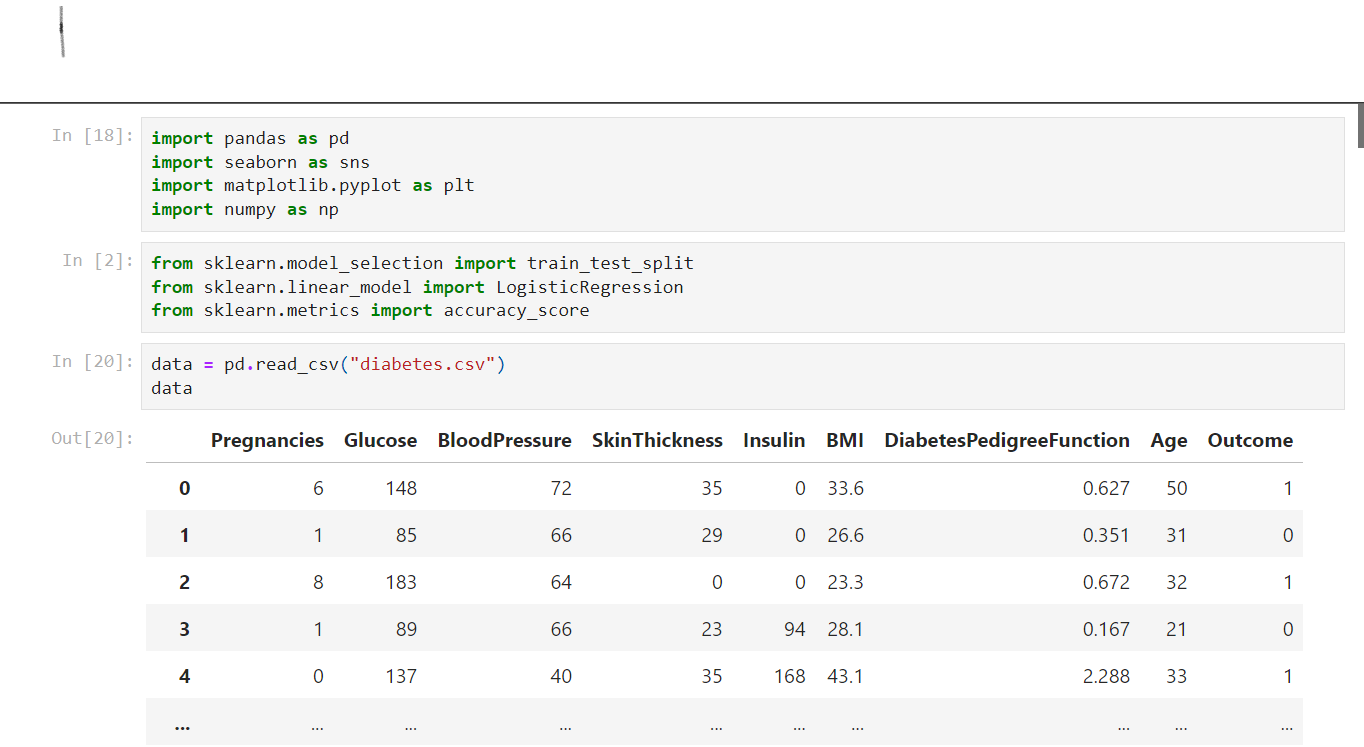 In [18]:
import pandas as pd
import seaborn as sns
import matplotlib.pyplot as plt
import numpy as np
In [2]:
from sklearn.model_selection import train_test_split
from sklearn.linear_model import LogisticRegression
from sklearn.metrics import accuracy_score
In [20]:
data = pd.read_csv("diabetes.csv")
data
Out[20]:
Pregnancies Glucose BloodPressure SkinThickness Insulin BMI DiabetesPedigreeFunction Age Outcome
0 6 148 72 35 0 33.6 0.627 50 1
1 1 85 66 29 0 26.6 0.351 31 0
2 8 183 64 0 0 23.3 0.672 32 1
3 1 89 66 23 94 28.1 0.167 21 0
4 0 137 40 35 168 43.1 2.288 33 1
... ... ... ... ... ... ... ... ... ...